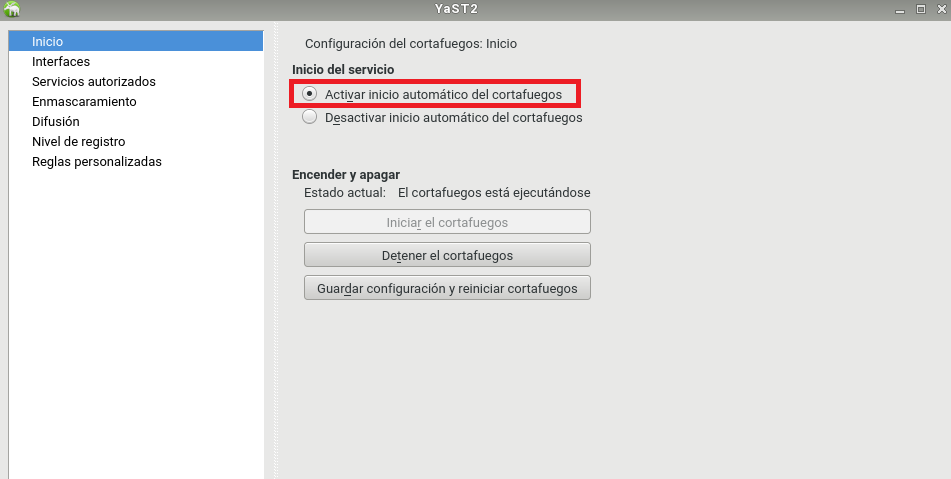 YaST2
Inicio
Interfaces
Servicios autorizados
Enmascaramiento
Difusión
Nivel de registro
Reglas personalizadas
Configuración del cortafuegos: Inicio
Inicio del servicio
Activar inicio automático del cortafuegos
Desactivar inicio automático del cortafuegos
Encender y apagar
Estado actual: El cortafuegos está ejecutándose
Iniciar el cortafuegos
Detener el cortafuegos
Guardar configuración y reiniciar cortafuegos